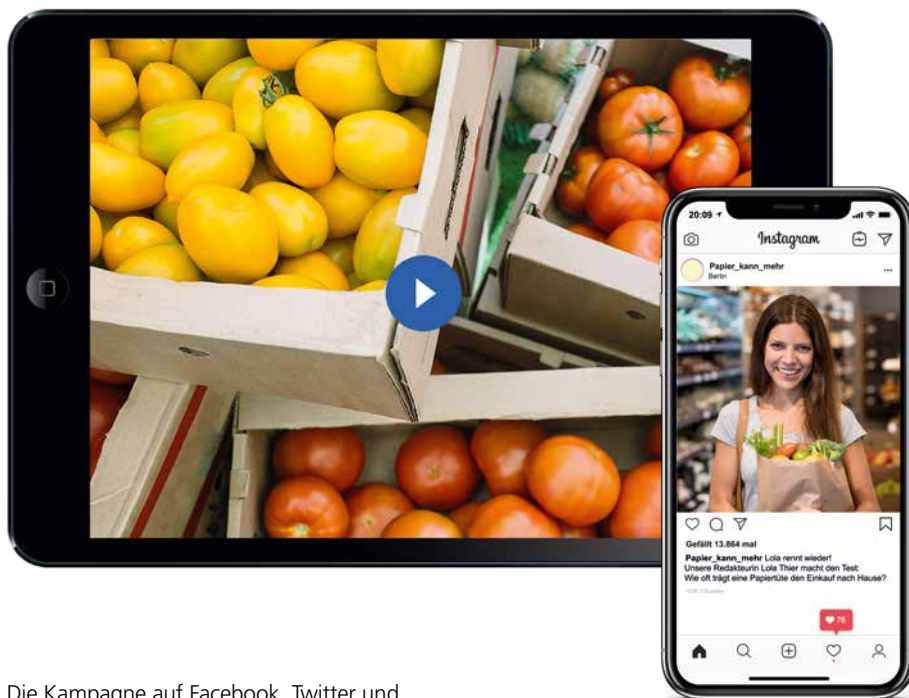 20:09
Instagram
Papier_kann_mehr
Berlin
Gefällt 13.864 mal
Papier_kann_mehr Lola rennt wieder!
Unsere Redakteurin Lola Thier macht den Test:
Wie oft trägt eine Papiertüte den Einkauf nach Hause?
76
Die Kampagne auf Facebook, Twitter und